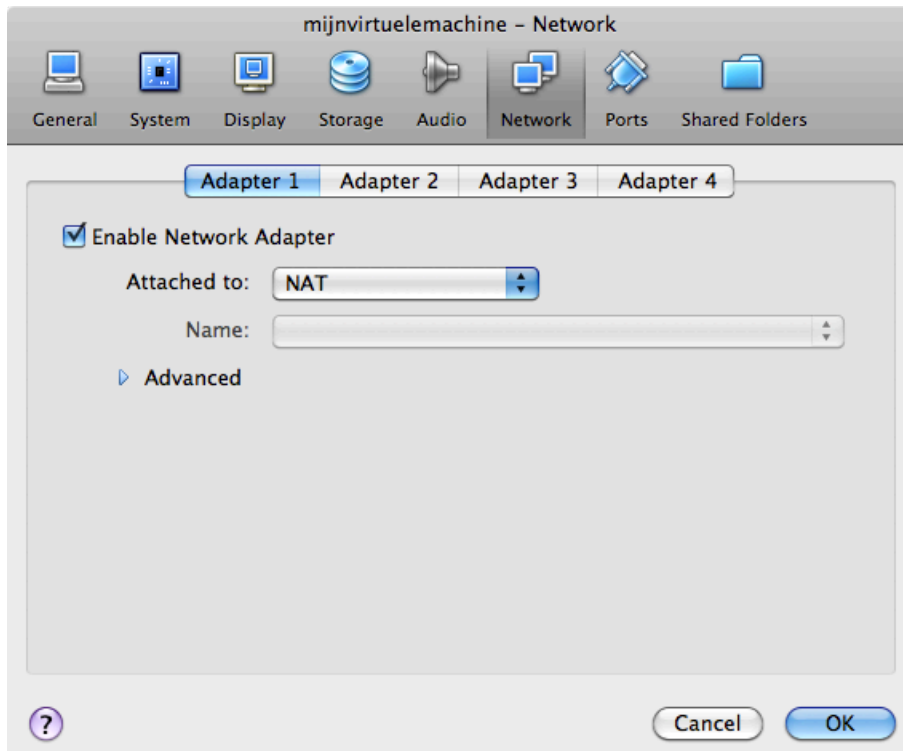 mijnvirtuelemachine – Network
General System Display Storage Audio Network Ports Shared Folders
Adapter 1 Adapter 2 Adapter 3 Adapter 4
Enable Network Adapter
Attached to: NAT
Name:
Advanced
? Cancel OK